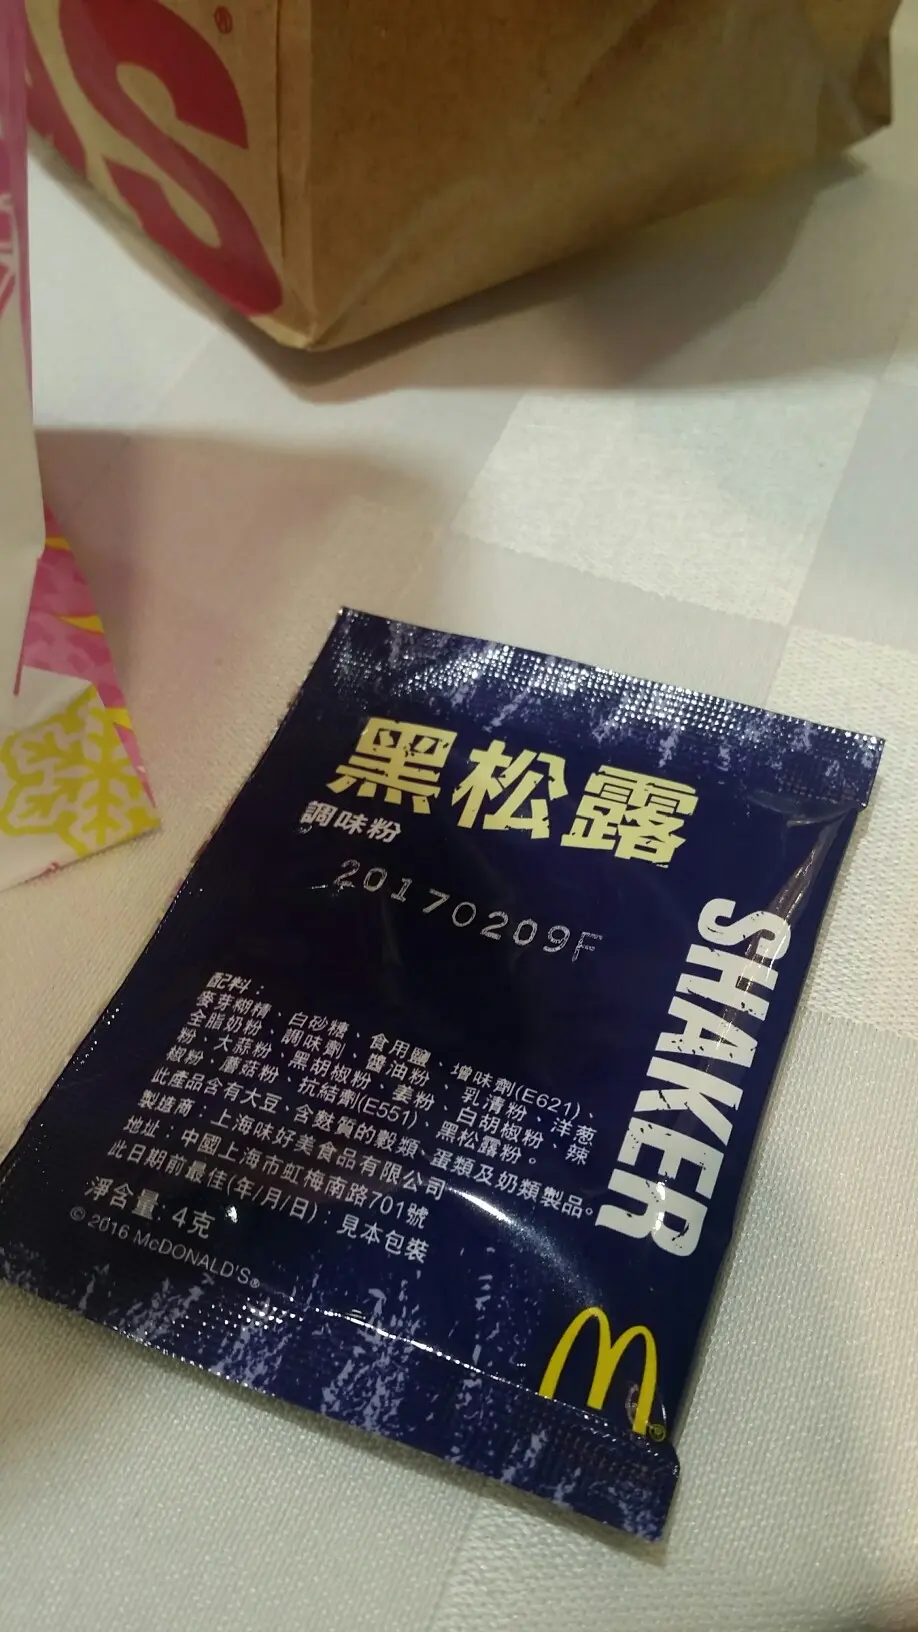 S®
黑松露
調味粉
20170209F
SHAKER
配料：
麥芽糊精、白砂糖、食用鹽、增味劑(E621)、
全脂奶粉、調味劑、醬油粉、乳清粉、洋葱
粉、大蒜粉、黑胡椒粉、姜粉、白胡椒粉、辣
椒粉、蘑菇粉、抗結劑(E551)、黑松露粉。
此產品含有大豆、含麩質的穀類、蛋類及奶類製品。
製造商：上海味好美食品有限公司
地址：中國上海市虹梅南路701號
此日期前最佳(年/月/日)：見本包裝
淨含量：4克
© 2016 McDONALD'S®